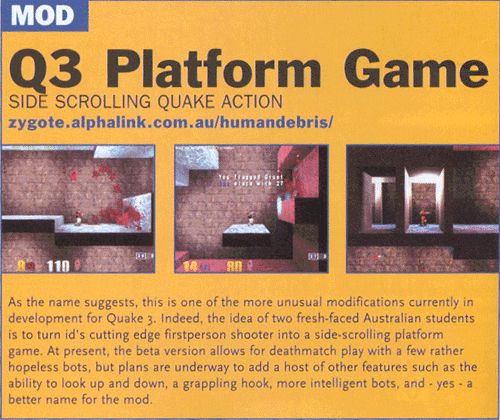 MOD
Q3 Platform Game
SIDE SCROLLING QUAKE ACTION
zygote.alphalink.com.au/humandebris/
You fragged Grunt
place with 27
110
14 80
As the name suggests, this is one of the more unusual modifications currently in
development for Quake 3. Indeed, the idea of two fresh-faced Australian students
is to turn id's cutting edge firstperson shooter into a side-scrolling platform
game. At present, the beta version allows for deathmatch play with a few rather
hopeless bots, but plans are underway to add a host of other features such as the
ability to look up and down, a grappling hook, more intelligent bots, and - yes - a
better name for the mod.